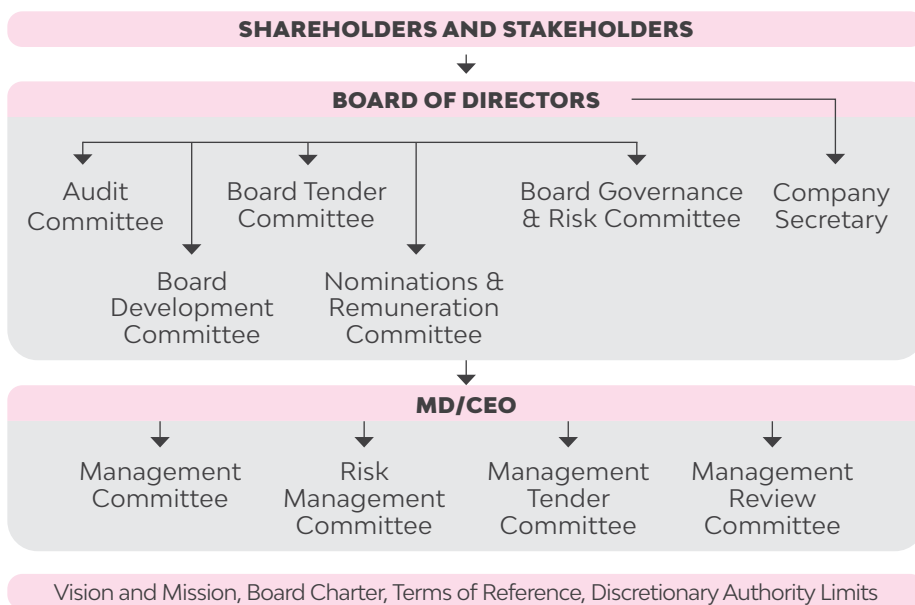 SHAREHOLDERS AND STAKEHOLDERS
BOARD OF DIRECTORS
Audit
Committee
Board Tender
Committee
Board Governance
& Risk Committee
Company
Secretary
Board
Development
Committee
Nominations &
Remuneration
Committee
MD/CEO
Management
Committee
Risk
Management
Committee
Management
Tender
Committee
Management
Review
Committee
Vision and Mission, Board Charter, Terms of Reference, Discretionary Authority Limits